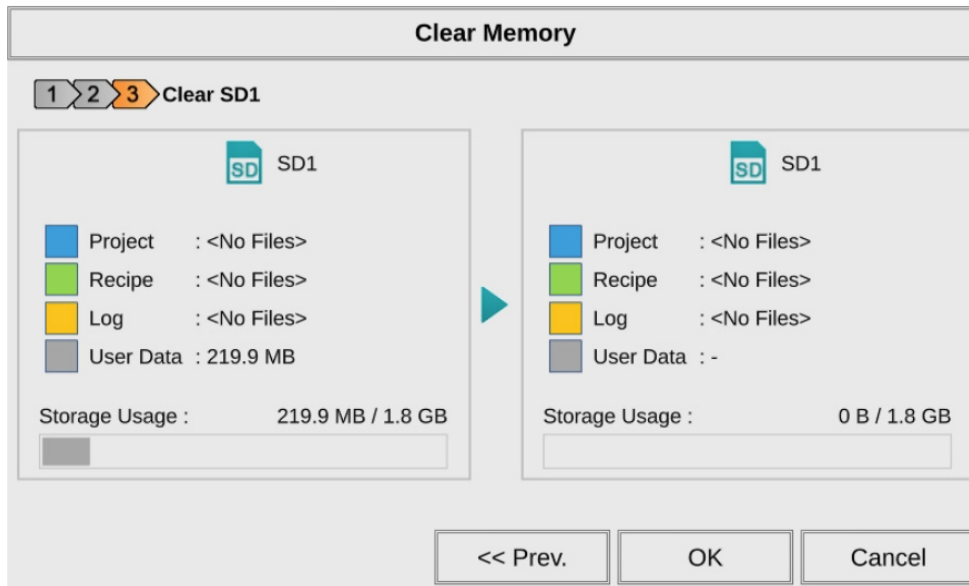 Clear Memory
1 2 3 Clear SD1
SD SD1
Project : <No Files>
Recipe : <No Files>
Log : <No Files>
User Data : 219.9 MB
Storage Usage : 219.9 MB / 1.8 GB
SD SD1
Project : <No Files>
Recipe : <No Files>
Log : <No Files>
User Data : -
Storage Usage : 0 B / 1.8 GB
<< Prev. OK Cancel